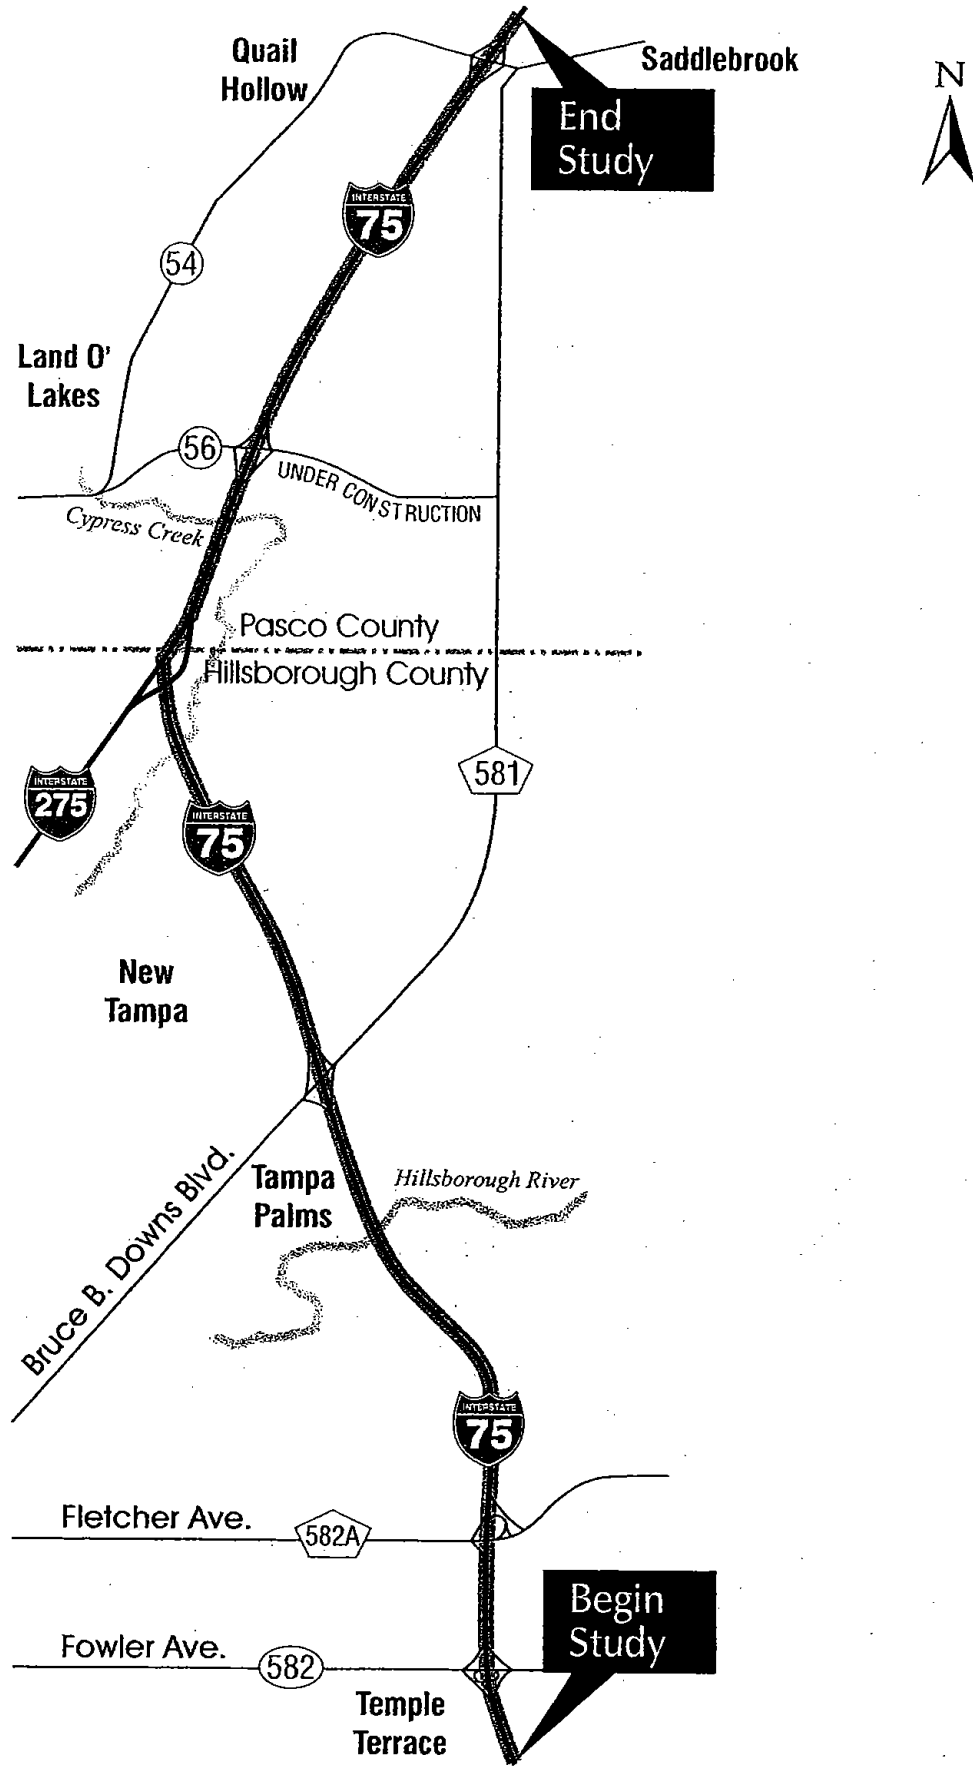 Quail
Hollow
Saddlebrook
N
End
Study
INTERSTATE
75
54
Land O'
Lakes
56
UNDER CONSTRUCTION
Cypress Creek
Pasco County
Hillsborough County
581
INTERSTATE
275
INTERSTATE
75
New
Tampa
Bruce B. Downs Blvd.
Tampa
Palms
Hillsborough River
INTERSTATE
75
Fletcher Ave.
582A
Begin
Study
Fowler Ave.
582
Temple
Terrace